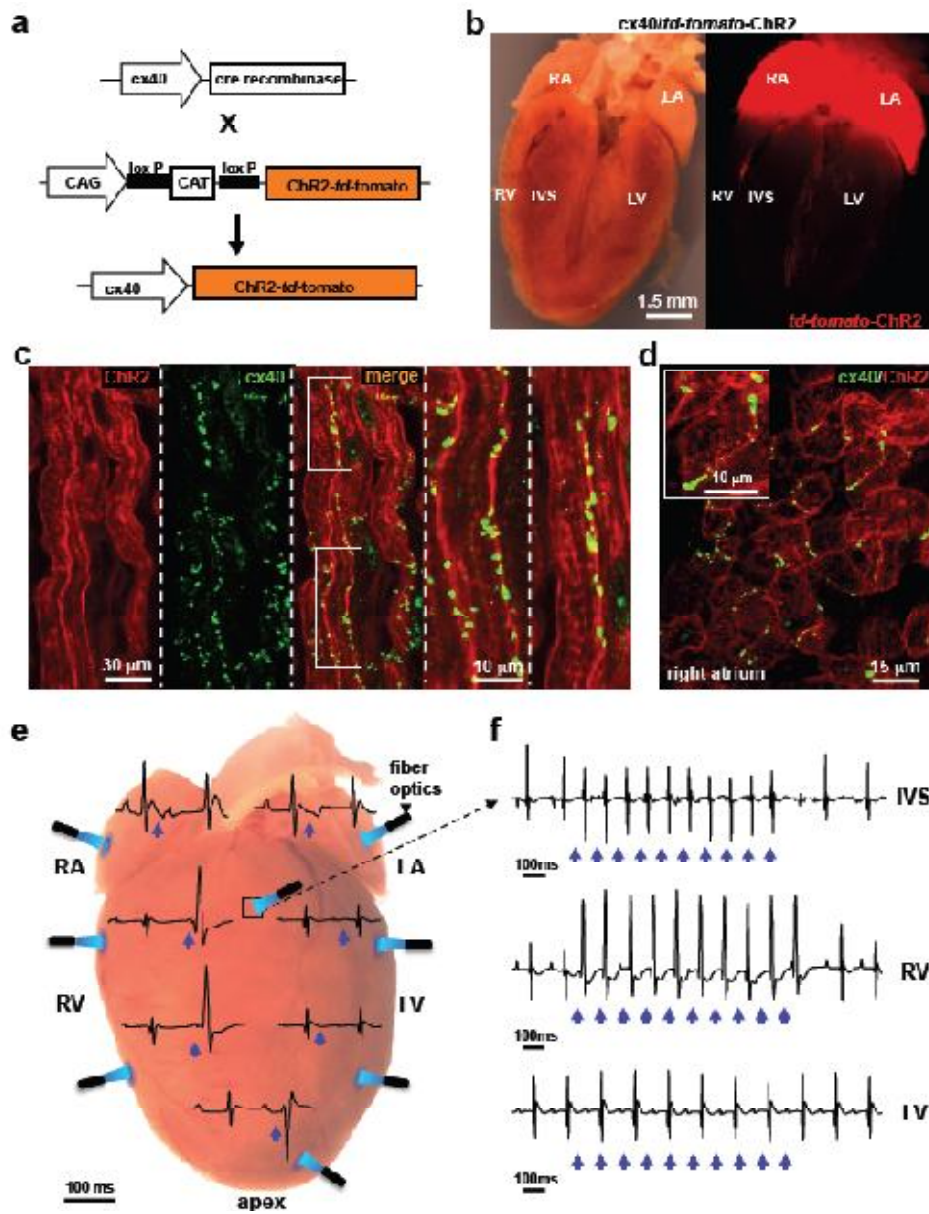 a
cx40
cre recombinase
X
CAG
lox P
CAT
lox P
ChR2-td-tomato
cx40
ChR2-td-tomato
b
cx40/td-tomato-ChR2
RA
LA
RV
IVS
LV
1.5 mm
RA
LA
RV
IVS
LV
td-tomato-ChR2
c
ChR2
cx40
merge
30 µm
10 µm
d
cx40/ChR2
10 µm
right atrium
15 µm
e
fiber
optics
RA
LA
RV
LV
100 ms
apex
f
IVS
100ms
RV
100ms
LV
100ms